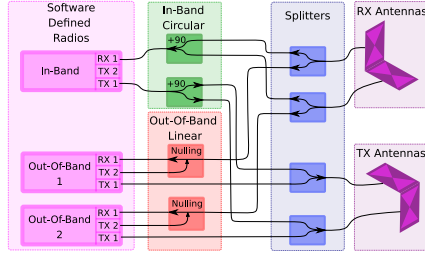 Software
Defined
Radios
In-Band
Circular
Splitters
RX Antennas
+90
+90
In-Band
RX 1
TX 2
TX 1
Out-Of-Band
Linear
Nulling
Nulling
TX Antennas
Out-Of-Band
1
RX 1
TX 2
TX 1
Out-Of-Band
2
RX 1
TX 2
TX 1